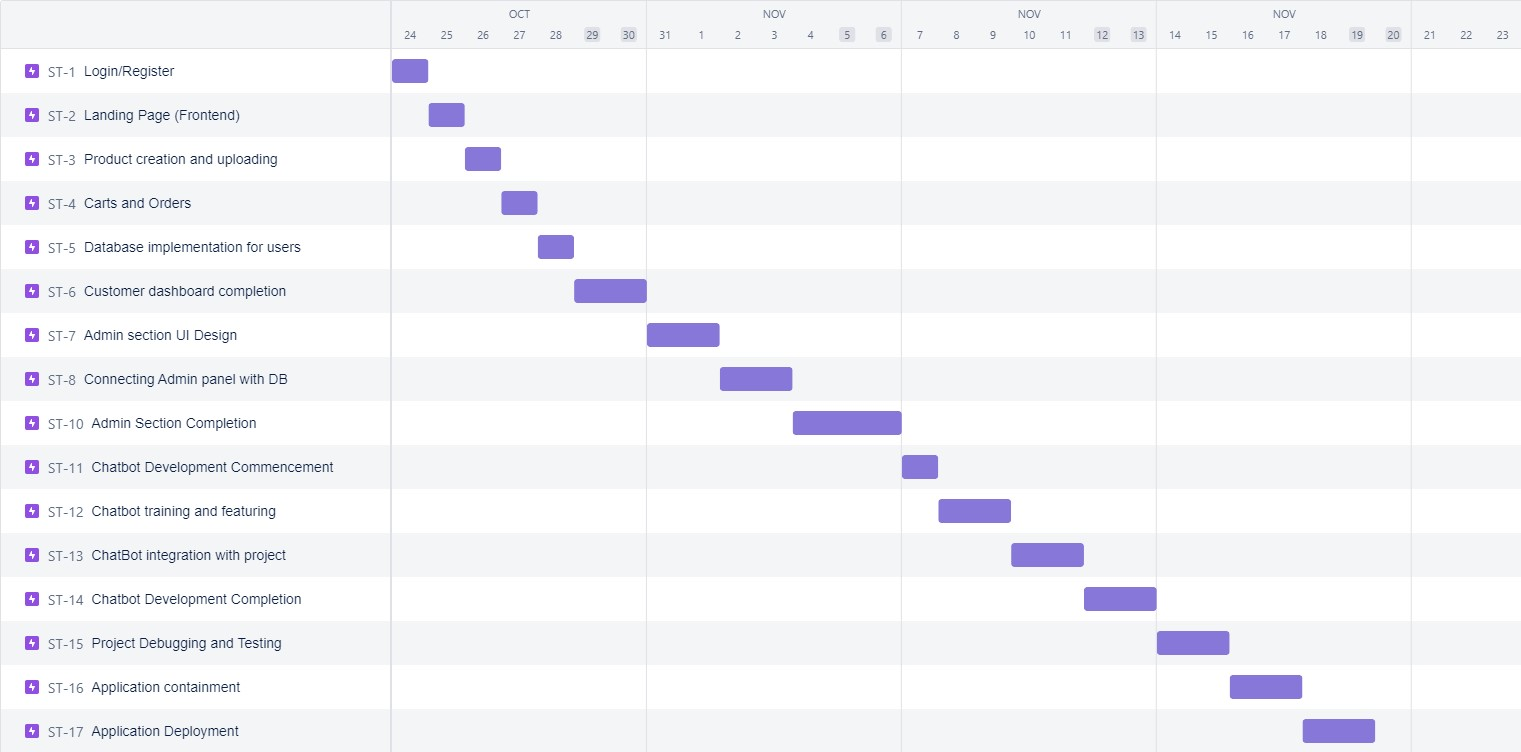 OCT NOV NOV NOV
24 25 26 27 28 29 30 31 1 2 3 4 5 6 7 8 9 10 11 12 13 14 15 16 17 18 19 20 21 22 23
ST-1 Login/Register
ST-2 Landing Page (Frontend)
ST-3 Product creation and uploading
ST-4 Carts and Orders
ST-5 Database implementation for users
ST-6 Customer dashboard completion
ST-7 Admin section UI Design
ST-8 Connecting Admin panel with DB
ST-10 Admin Section Completion
ST-11 Chatbot Development Commencement
ST-12 Chatbot training and featuring
ST-13 ChatBot integration with project
ST-14 Chatbot Development Completion
ST-15 Project Debugging and Testing
ST-16 Application containment
ST-17 Application Deployment